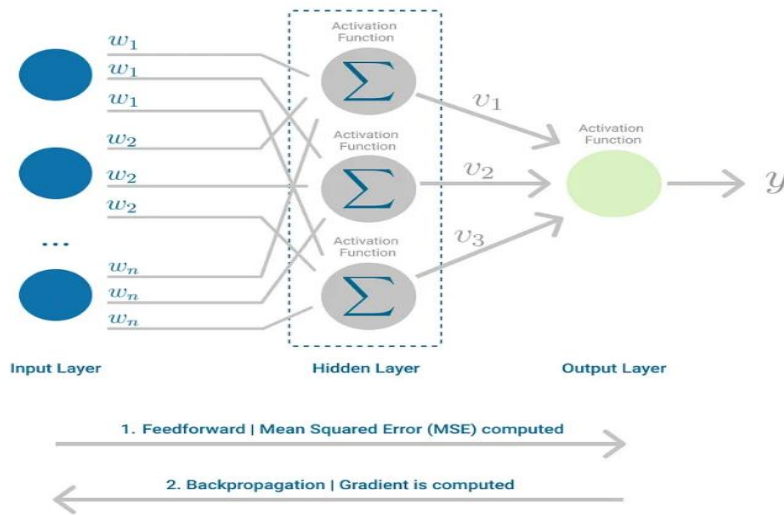 Activation
Function
w₁
w₁
w₁
Σ
v₁
Activation
Function
w₂
w₂
w₂
Activation
Function
Σ
v₂
y
...
Activation
Function
v₃
wₙ
wₙ
wₙ
Σ
Input Layer
Hidden Layer
Output Layer
1. Feedforward | Mean Squared Error (MSE) computed
2. Backpropagation | Gradient is computed